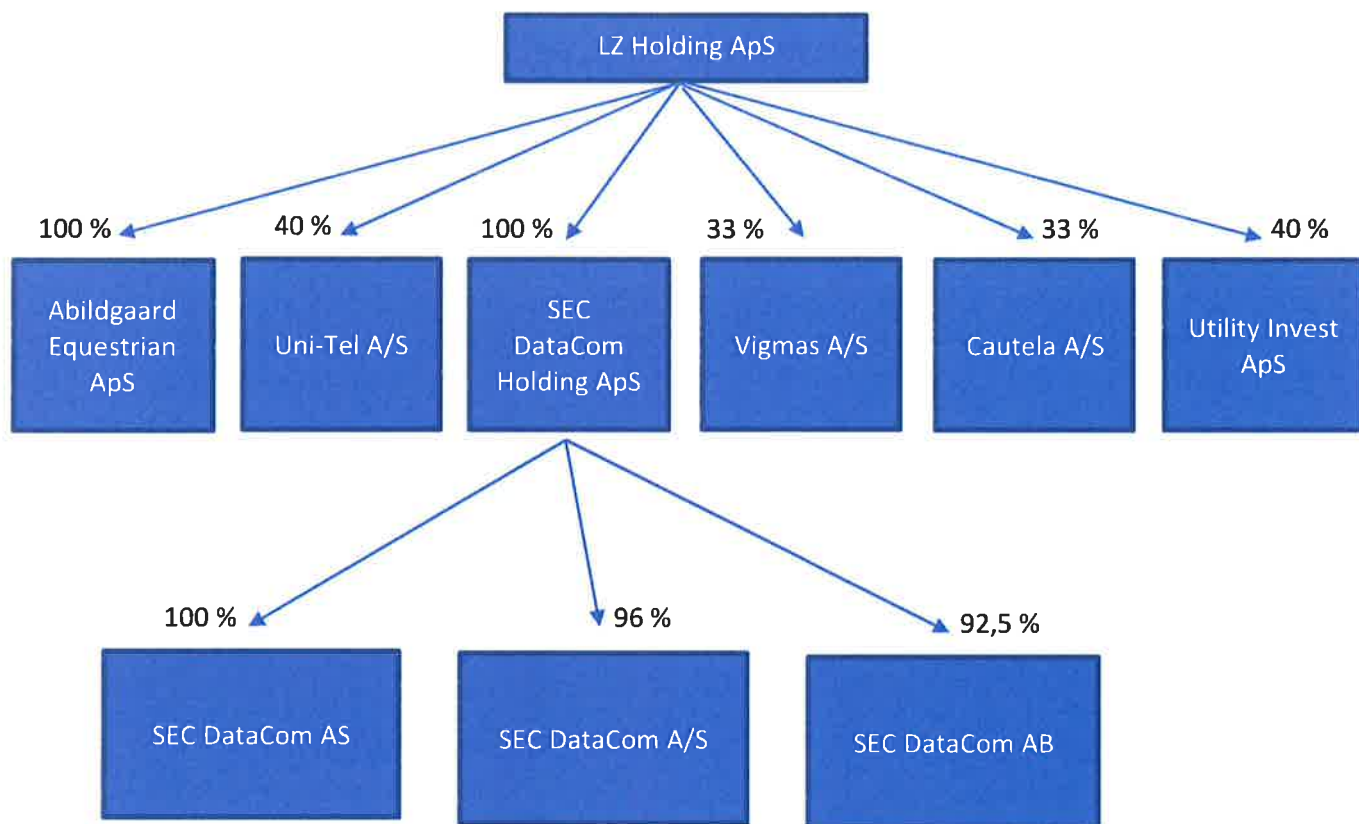 LZ Holding ApS
100 %
40 %
100 %
33 %
33 %
40 %
Abildgaard
Equestrian
ApS
Uni-Tel A/S
SEC
DataCom
Holding ApS
Vigmas A/S
Cautela A/S
Utility Invest
ApS
100 %
96 %
92,5 %
SEC DataCom AS
SEC DataCom A/S
SEC DataCom AB